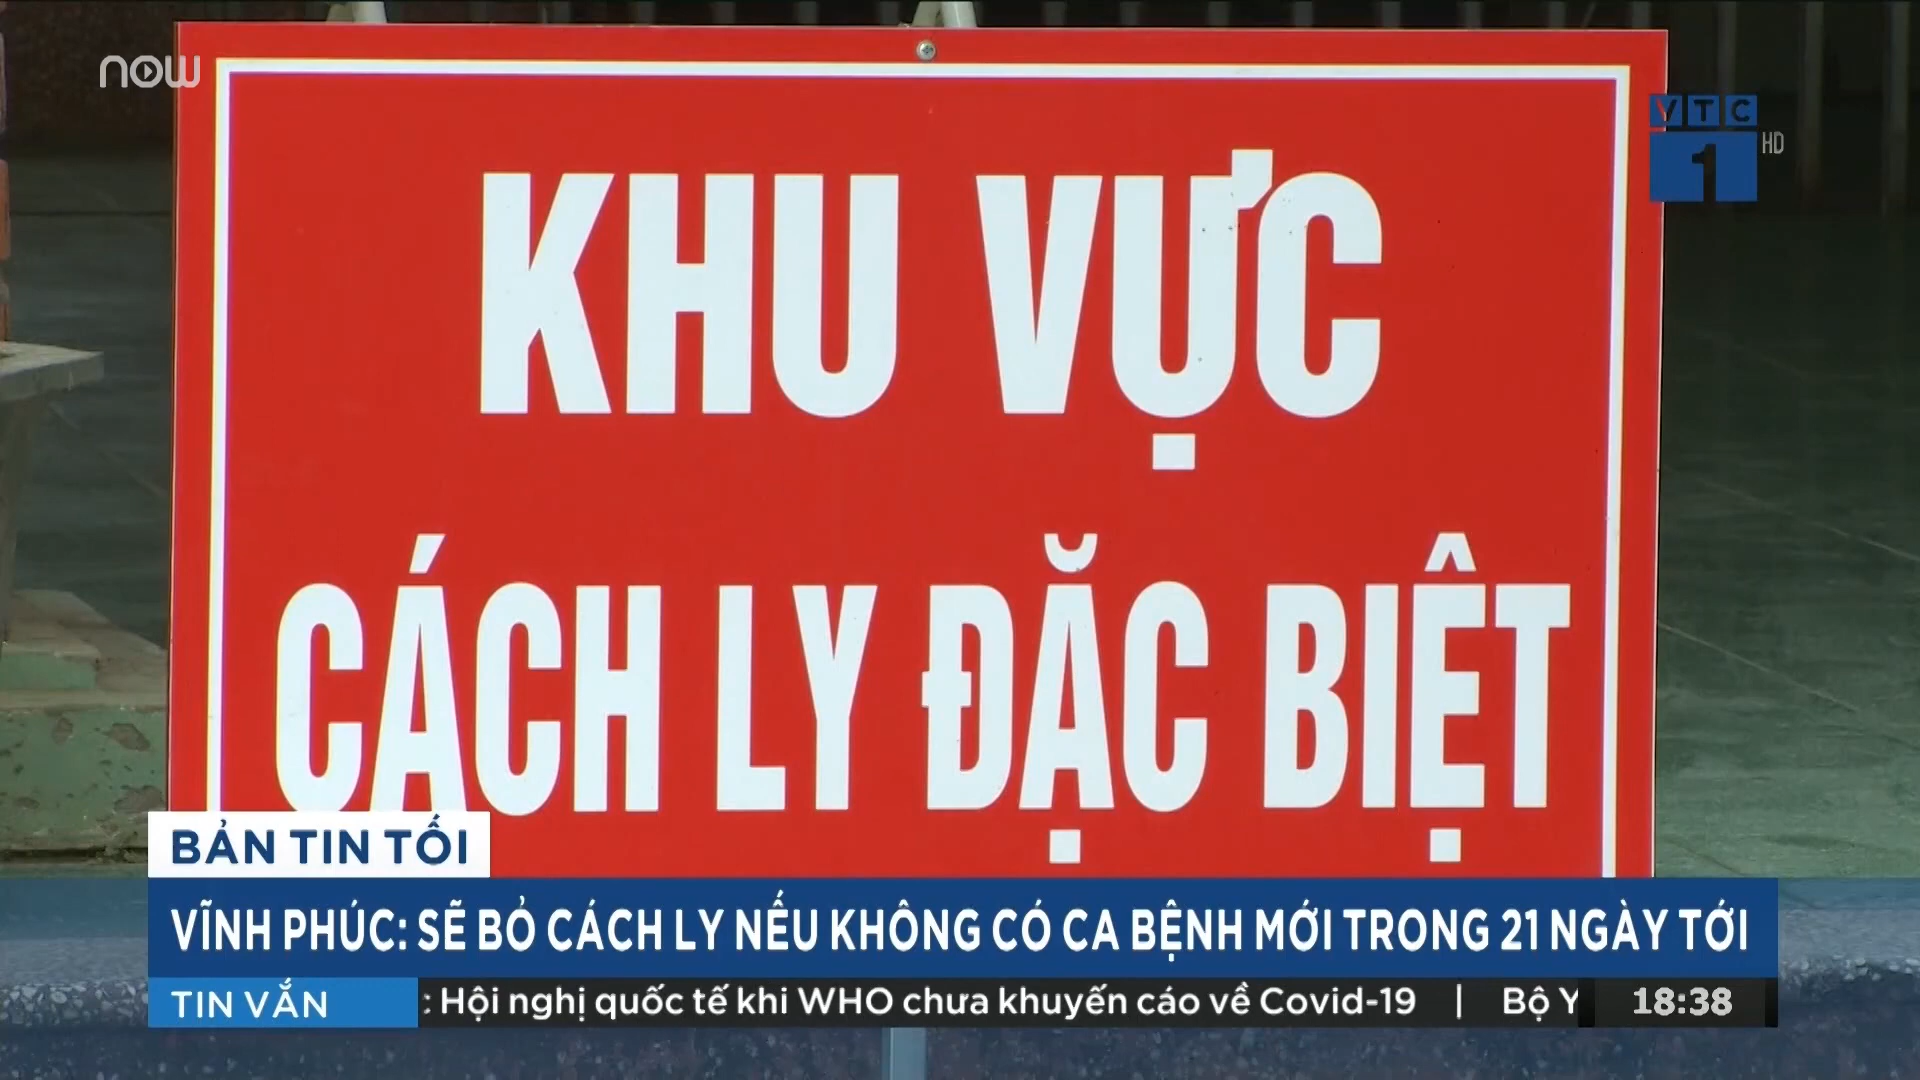 now
VTC
1
HD
KHU VỰC
CÁCH LY ĐẶC BIỆT
BẢN TIN TỐI
VĨNH PHÚC: SẼ BỎ CÁCH LY NẾU KHÔNG CÓ CA BỆNH MỚI TRONG 21 NGÀY TỚI
TIN VẮN
: Hội nghị quốc tế khi WHO chưa khuyến cáo về Covid-19 | Bộ Y
18:38